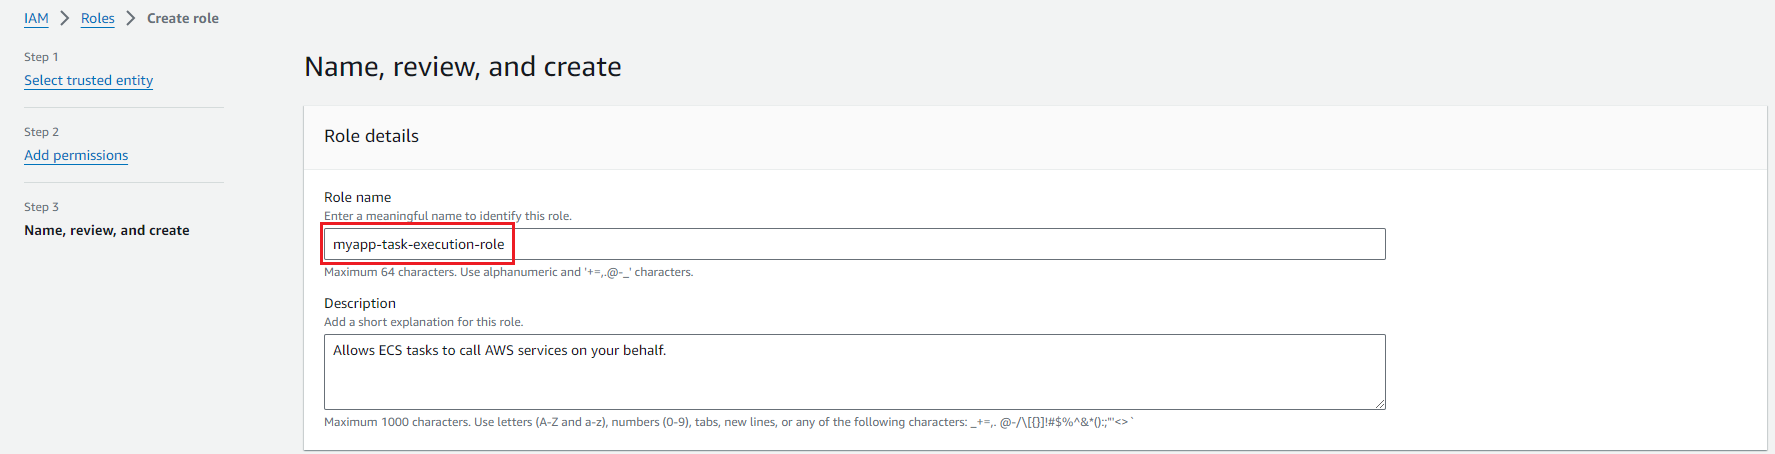 IAM > Roles > Create role
Step 1
Select trusted entity
Step 2
Add permissions
Step 3
Name, review, and create
Name, review, and create
Role details
Role name
Enter a meaningful name to identify this role.
myapp-task-execution-role
Maximum 64 characters. Use alphanumeric and '+=,.@-_' characters.
Description
Add a short explanation for this role.
Allows ECS tasks to call AWS services on your behalf.
Maximum 1000 characters. Use letters (A-Z and a-z), numbers (0-9), tabs, new lines, or any of the following characters: _+=,. @-/\[{}]!#$%^&*();:"'<>`